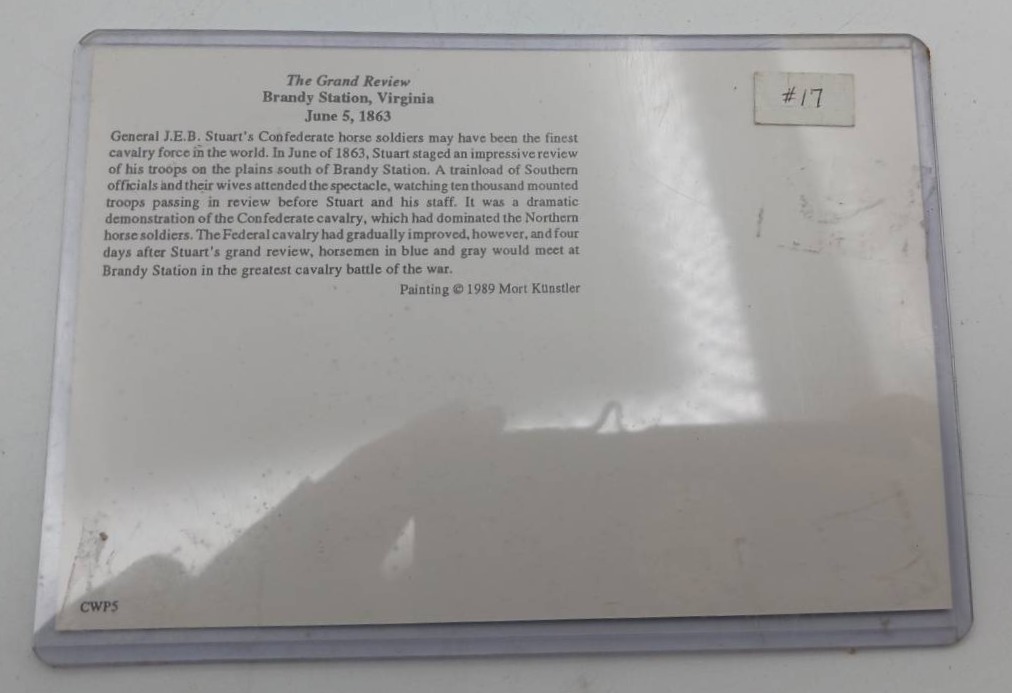 The Grand Review
Brandy Station, Virginia
June 5, 1863
General J.E.B. Stuart's Confederate horse soldiers may have been the finest
cavalry force in the world. In June of 1863, Stuart staged an impressive review
of his troops on the plains south of Brandy Station. A trainload of Southern
officials and their wives attended the spectacle, watching ten thousand mounted
troops passing in review before Stuart and his staff. It was a dramatic
demonstration of the Confederate cavalry, which had dominated the Northern
horse soldiers. The Federal cavalry had gradually improved, however, and four
days after Stuart's grand review, horsemen in blue and gray would meet at
Brandy Station in the greatest cavalry battle of the war.
Painting © 1989 Mort Künstler
#17
CWP5